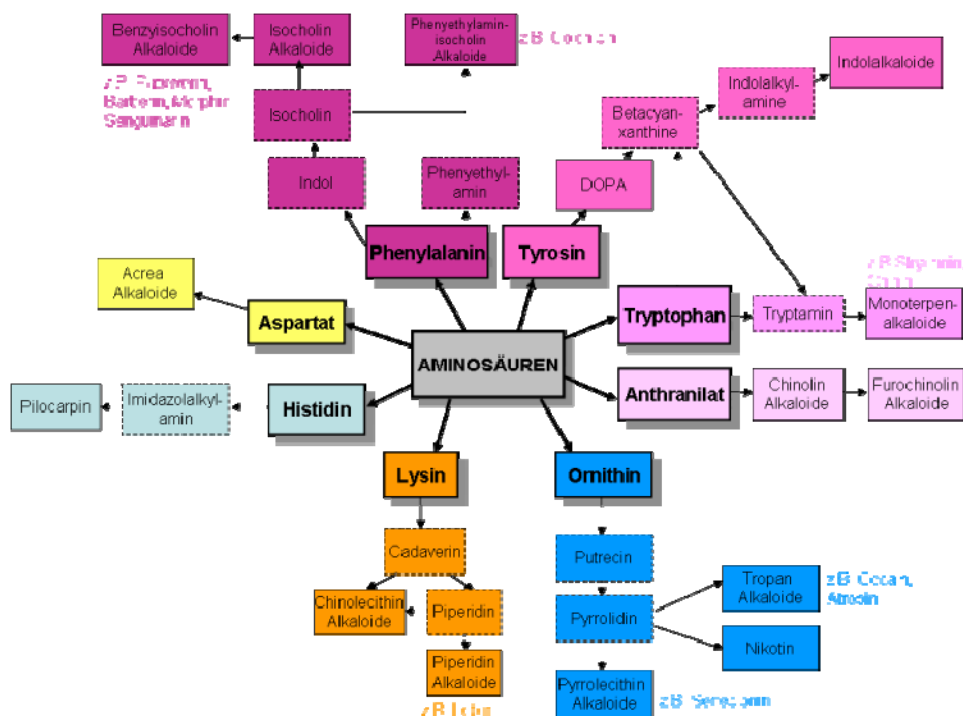 Benzyisocholin
Alkaloide
Isocholin
Alkaloide
Phenyethylamin-
isocholin
Alkaloide
z.B.
Isocholin
Indol
Phenyethyl-
amin
Phenylalanin
Tyrosin
DOPA
Betacyan-
xanthine
Indolalkyl-
amine
Indolalkaloide
Acrea
Alkaloide
Aspartat
AMINOSÄUREN
Tryptophan
Tryptamin
Monoterpen-
alkaloide
Anthranilat
Chinolin
Alkaloide
Furochinolin
Alkaloide
Pilocarpin
Imidazolalkyl-
amin
Histidin
Lysin
Cadaverin
Chinolecithin
Alkaloide
Piperidin
Piperidin
Alkaloide
Ornithin
Putrecin
Pyrrolidin
Tropan
Alkaloide
Nikotin
Pyrrolecithin
Alkaloide